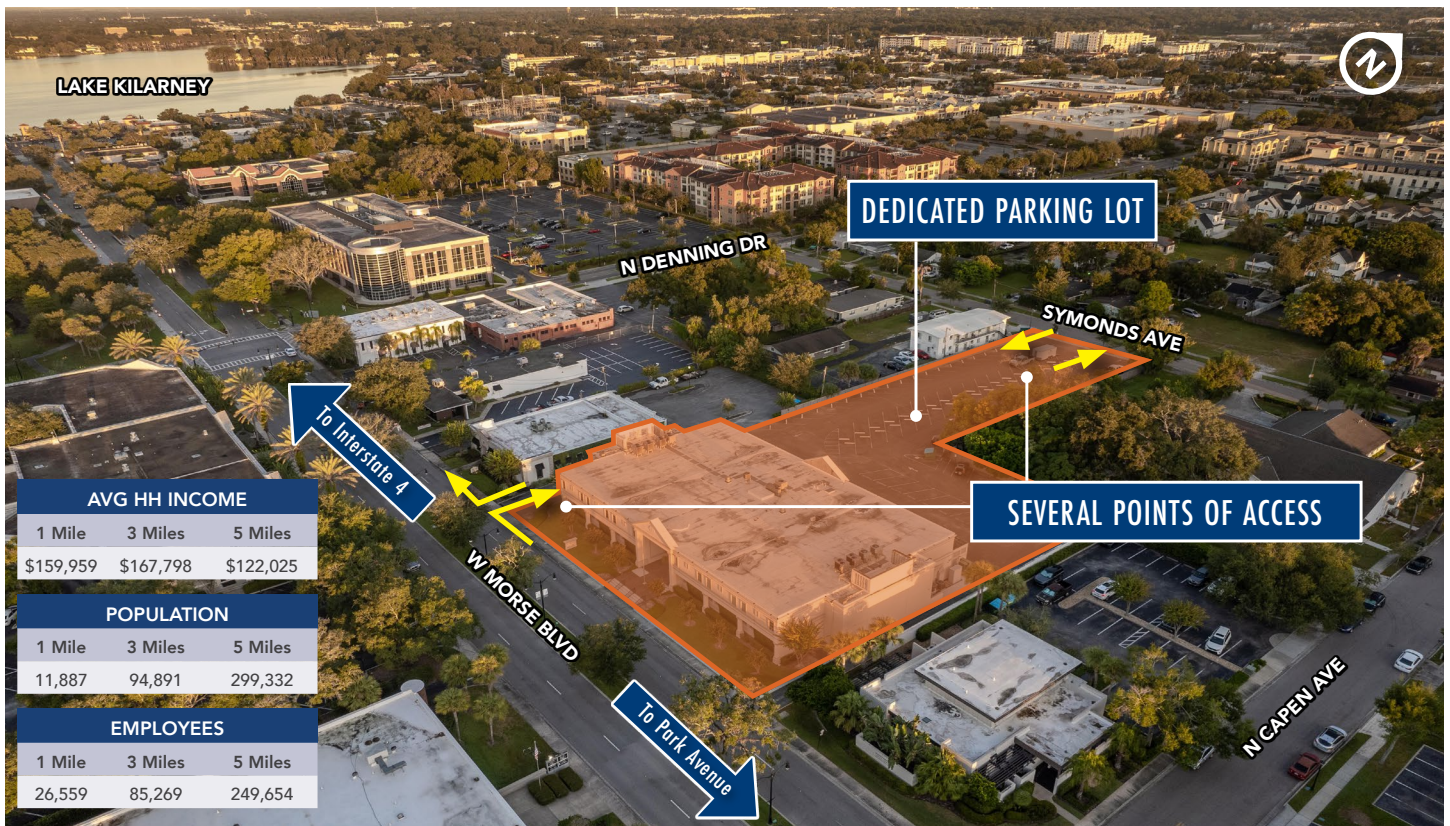 LAKE KILARNEY
N
DEDICATED PARKING LOT
N DENNING DR
SYMONDS AVE
To Interstate 4
SEVERAL POINTS OF ACCESS
W MORSE BLVD
To Park Avenue
N CAPEN AVE
AVG HH INCOME
1 Mile 3 Miles 5 Miles
$159,959 $167,798 $122,025
POPULATION
1 Mile 3 Miles 5 Miles
11,887 94,891 299,332
EMPLOYEES
1 Mile 3 Miles 5 Miles
26,559 85,269 249,654